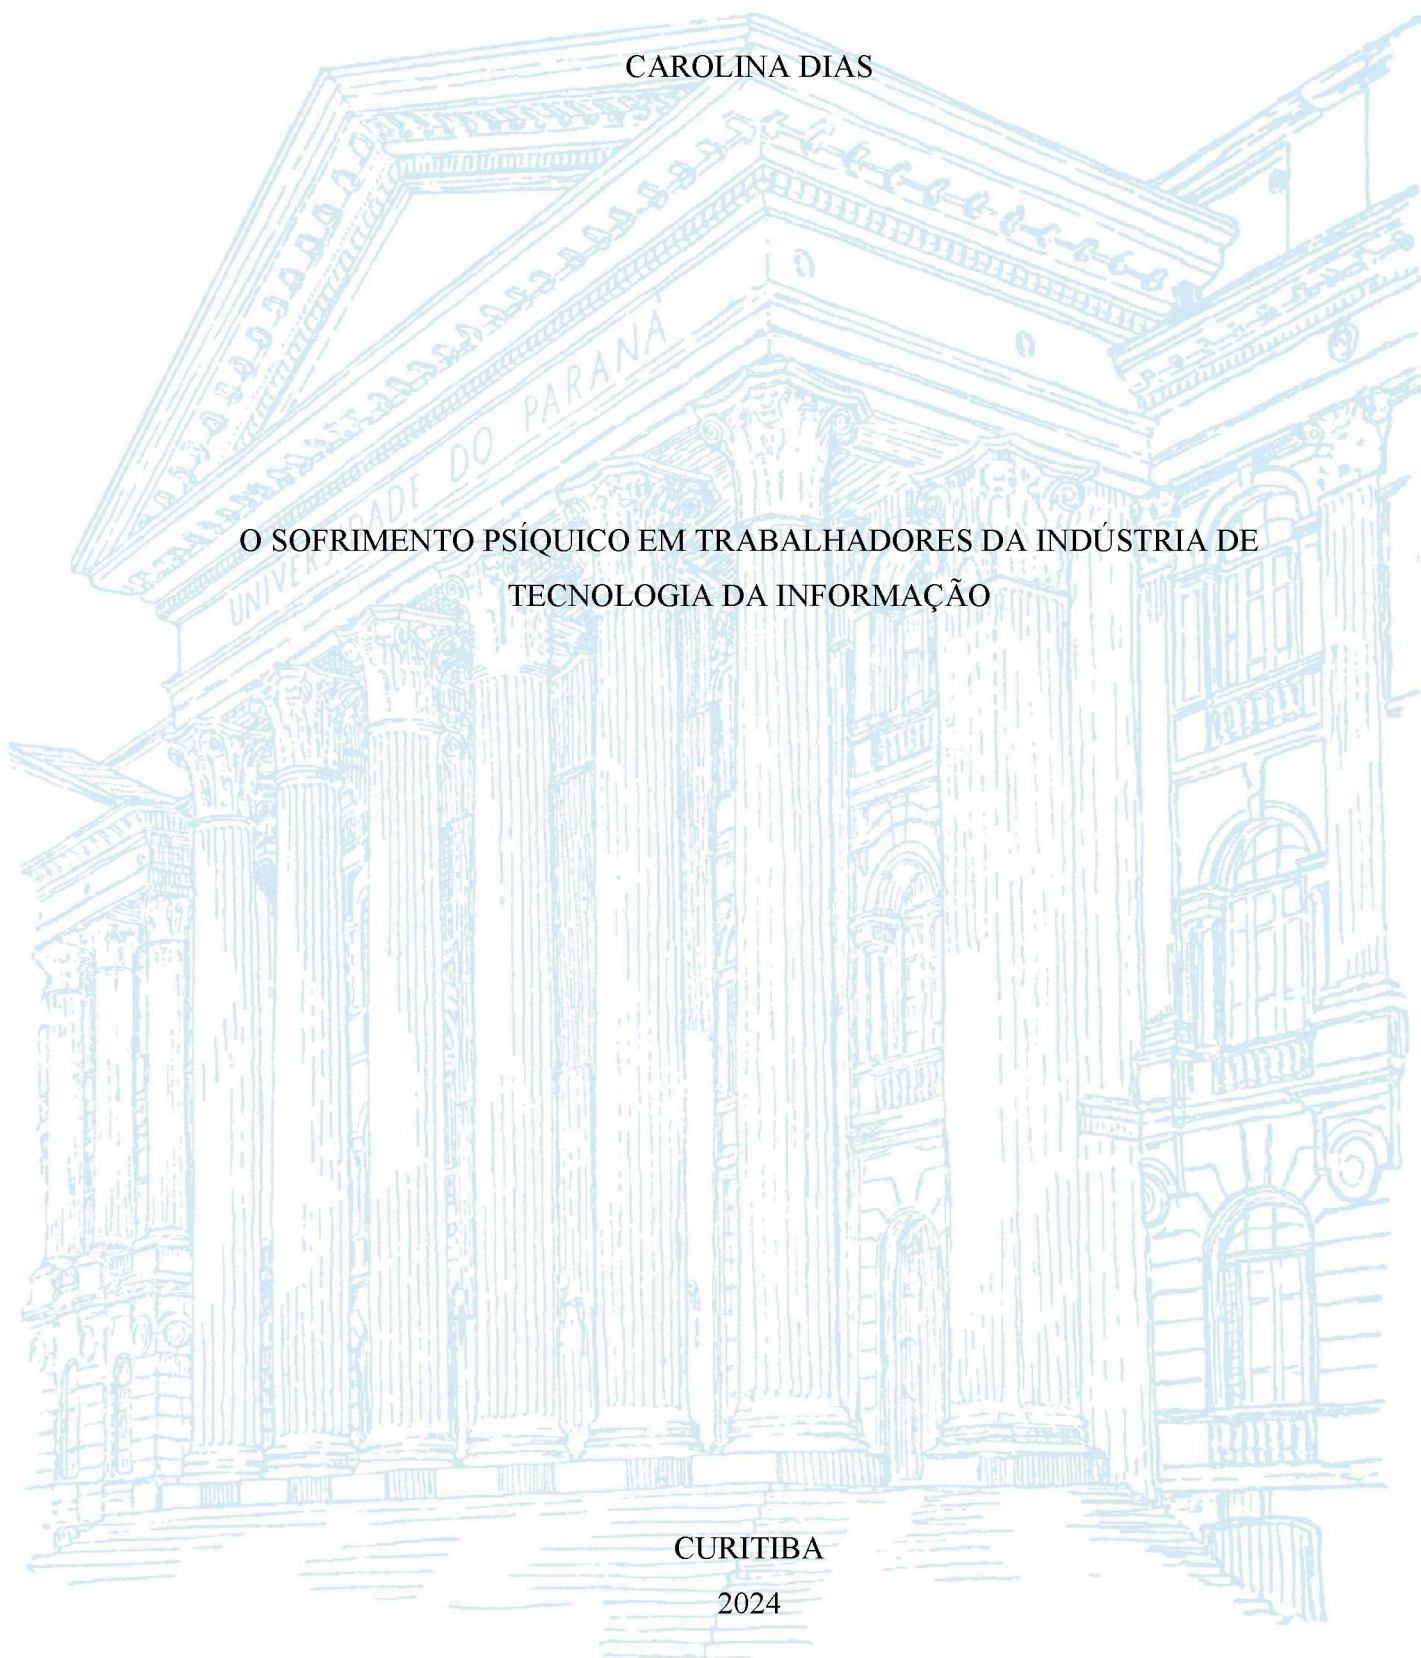 CAROLINA DIAS
UNIVERSIDADE DO PARANÁ
O SOFRIMENTO PSÍQUICO EM TRABALHADORES DA INDÚSTRIA DE
TECNOLOGIA DA INFORMAÇÃO
CURITIBA
2024